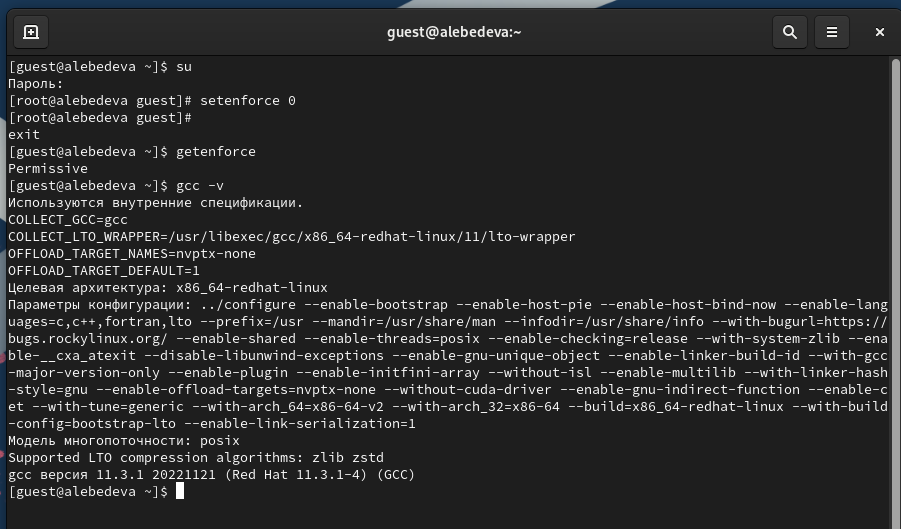 guest@alebedeva:~
[guest@alebedeva ~]$ su
Пароль:
[root@alebedeva guest]# setenforce 0
[root@alebedeva guest]#
exit
[guest@alebedeva ~]$ getenforce
Permissive
[guest@alebedeva ~]$ gcc -v
Используются внутренние спецификации.
COLLECT_GCC=gcc
COLLECT_LTO_WRAPPER=/usr/libexec/gcc/x86_64-redhat-linux/11/lto-wrapper
OFFLOAD_TARGET_NAMES=nvptx-none
OFFLOAD_TARGET_DEFAULT=1
Целевая архитектура: x86_64-redhat-linux
Параметры конфигурации: ../configure --enable-bootstrap --enable-host-pie --enable-host-bind-now --enable-lang
uages=c,c++,fortran,lto --prefix=/usr --mandir=/usr/share/man --infodir=/usr/share/info --with-bugurl=https://
bugs.rockylinux.org/ --enable-shared --enable-threads=posix --enable-checking=release --with-system-zlib --ena
ble-__cxa_atexit --disable-libunwind-exceptions --enable-gnu-unique-object --enable-linker-build-id --with-gcc
-major-version-only --enable-plugin --enable-initfini-array --without-isl --enable-multilib --with-linker-hash
-style=gnu --enable-offload-targets=nvptx-none --without-cuda-driver --enable-gnu-indirect-function --enable-c
et --with-tune=generic --with-arch_64=x86-64-v2 --with-arch_32=x86-64 --build=x86_64-redhat-linux --with-build
-config=bootstrap-lto --enable-link-serialization=1
Модель многопоточности: posix
Supported LTO compression algorithms: zlib zstd
gcc версия 11.3.1 20221121 (Red Hat 11.3.1-4) (GCC)
[guest@alebedeva ~]$